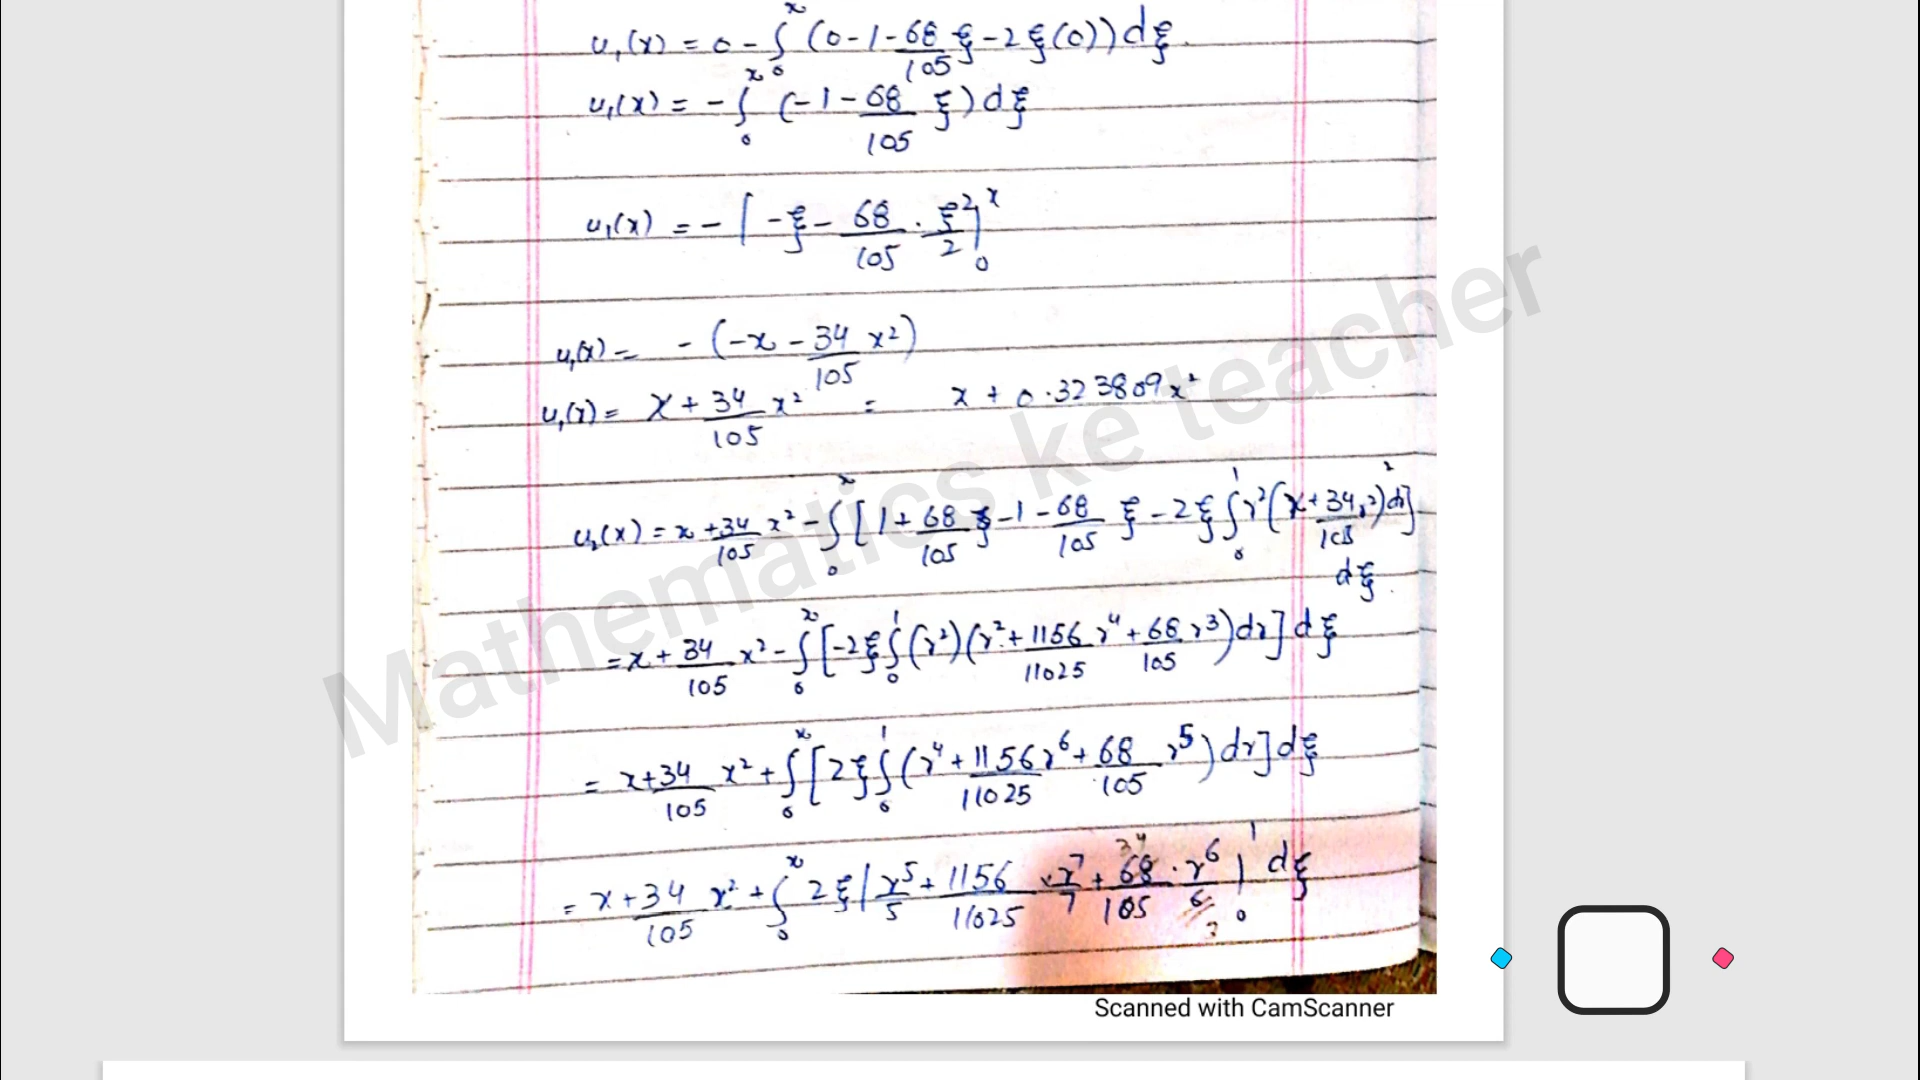 u₁(x) = 0 - ∫₀ˣ (0 - 1 - 68/105 ξ - 2ξ(0)) dξ.
u₁(x) = - ∫₀ˣ (-1 - 68/105 ξ) dξ
u₁(x) = - [-ξ - 68/105 · ξ²/2]₀ˣ
u₁(x) = - (-x - 34/105 x²)
u₁(x) = x + 34/105 x² = x + 0.323809x²
u₂(x) = x + 34/105 x² - ∫₀ˣ [1 + 68/105 ξ - 1 - 68/105 ξ - 2ξ ∫₀¹ r²(r + 34/105 r²)² dr]
dξ.
= x + 34/105 x² - ∫₀ˣ [-2ξ ∫₀¹ (r²)(r² + 1156/11025 r⁴ + 68/105 r³) dr] dξ
= x + 34/105 x² + ∫₀ˣ [2ξ ∫₀¹ (r⁴ + 1156/11025 r⁶ + 68/105 r⁵) dr] dξ
= x + 34/105 x² + ∫₀ˣ 2ξ | r⁵/5 + 1156/11025 × r⁷/7 + 68/105 · r⁶/6 |₀¹ dξ
34
3
Mathematics ke teacher
Scanned with CamScanner